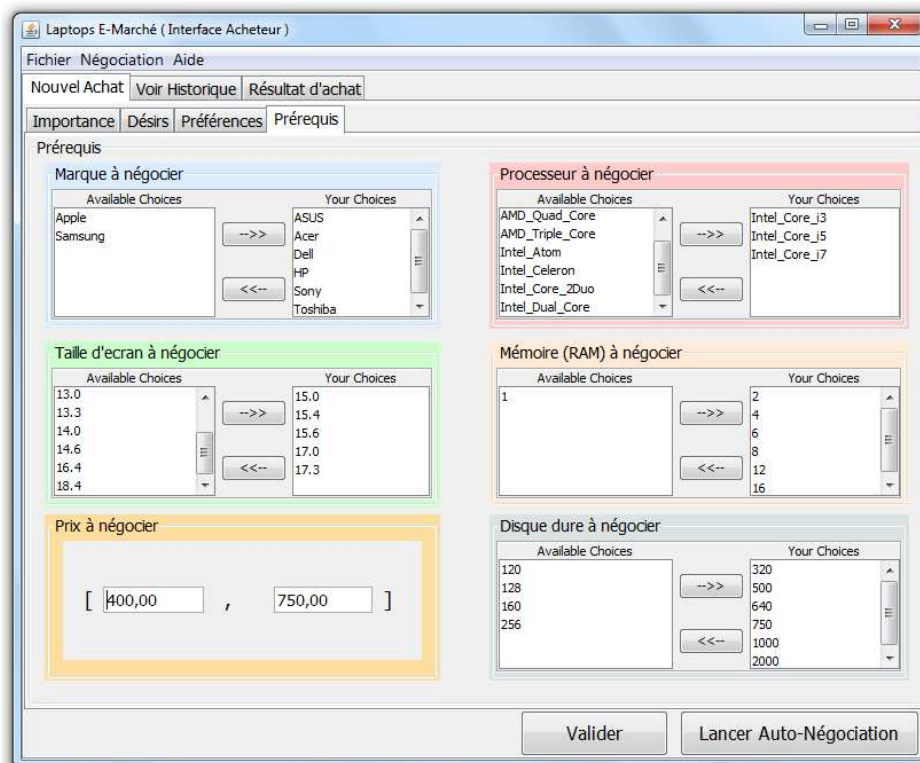 Laptops E-Marché ( Interface Acheteur )
Fichier Négociation Aide
Nouvel Achat Voir Historique Résultat d'achat
Importance Désirs Préférences Prérequis
Prérequis
Marque à négocier
Available Choices Your Choices
Apple
Samsung
-->>
<<--
ASUS
Acer
Dell
HP
Sony
Toshiba
Processeur à négocier
Available Choices Your Choices
AMD_Quad_Core
AMD_Triple_Core
Intel_Atom
Intel_Celeron
Intel_Core_2Duo
Intel_Dual_Core
-->>
<<--
Intel_Core_i3
Intel_Core_i5
Intel_Core_i7
Taille d'ecran à négocier
Available Choices Your Choices
13.0
13.3
14.0
14.6
16.4
18.4
-->>
<<--
15.0
15.4
15.6
17.0
17.3
Mémoire (RAM) à négocier
Available Choices Your Choices
1
-->>
<<--
2
4
6
8
12
16
Prix à négocier
[ 400,00 , 750,00 ]
Disque dure à négocier
Available Choices Your Choices
120
128
160
256
-->>
<<--
320
500
640
750
1000
2000
Valider Lancer Auto-Négociation